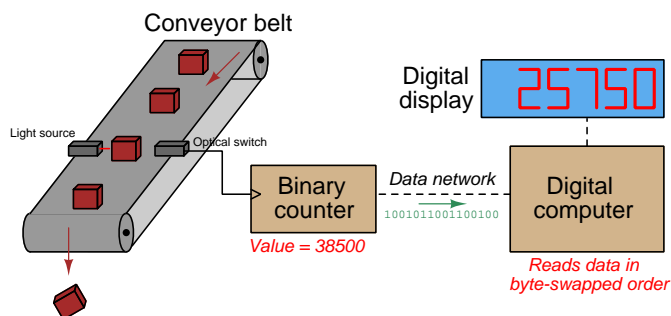 Conveyor belt
Light source
Optical switch
Binary
counter
Value = 38500
Data network
1001011001100100
Digital
display
25750
Digital
computer
Reads data in
byte-swapped order